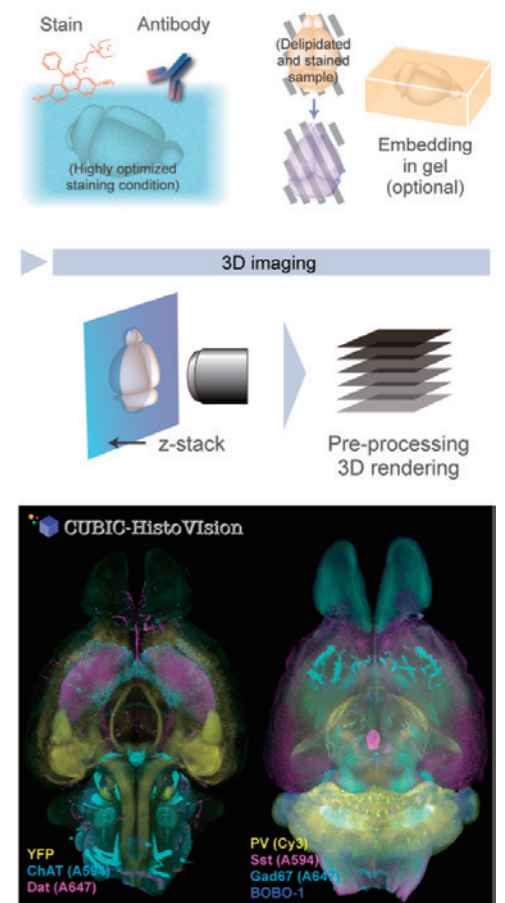 Stain
Antibody
(Highly optimized
staining condition)
(Delipidated
and stained
sample)
Embedding
in gel
(optional)
3D imaging
z-stack
Pre-processing
3D rendering
CUBIC-HistoVIsion
YFP
ChAT (A594)
Dat (A647)
PV (Cy3)
Sst (A594)
Gad67 (A647)
BOBO-1